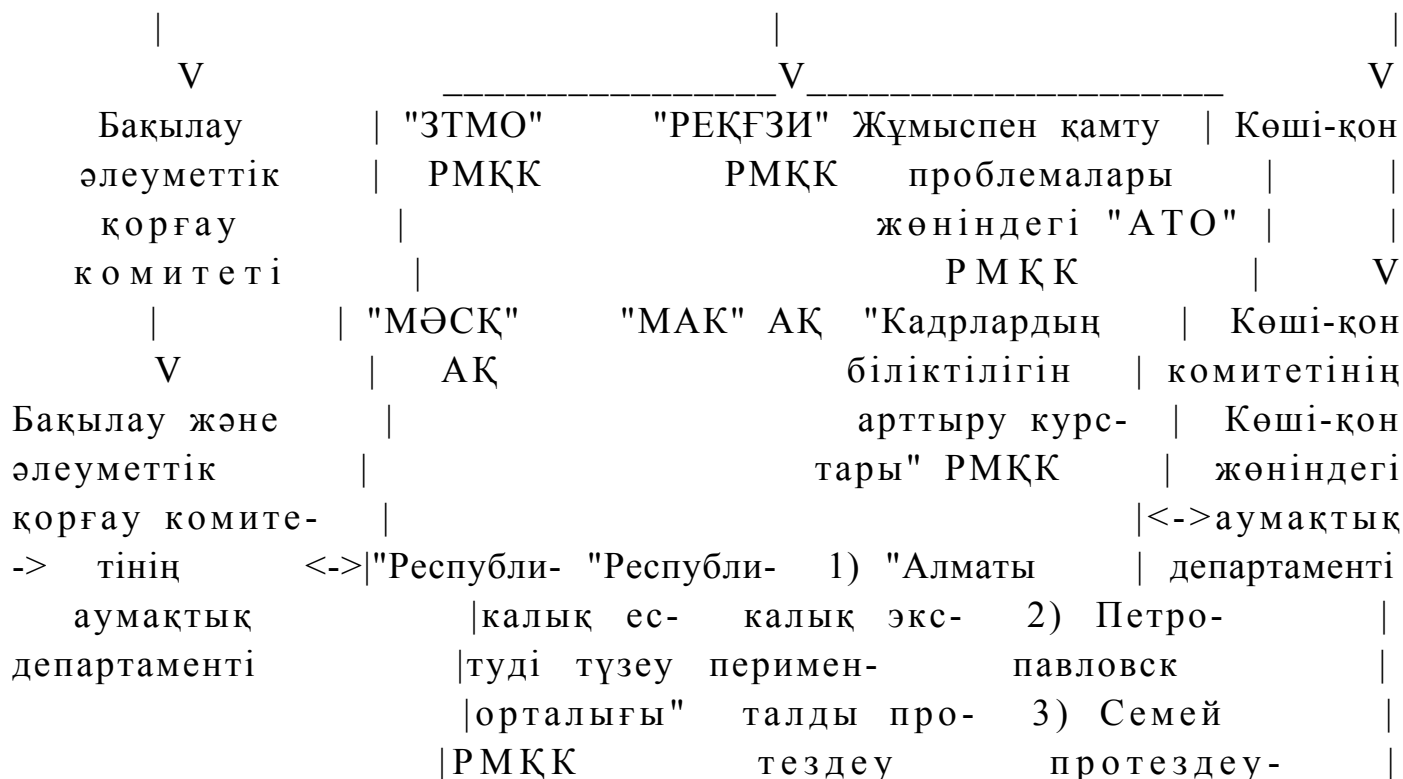 |                                    |                                    |
V                ________________V____________________         V
Бақылау | "ЗТМО" "РЕҚҒЗИ" Жұмыспен қамту | Көші-қон
әлеуметтік | РМҚК РМҚК проблемалары | |
қорғау | жөніндегі "АТО" | |
комитеті | РМҚК | V
| | "МӘСҚ" "МАК" АҚ "Кадрлардың | Көші-қон
V | АҚ біліктілігін | комитетінің
Бақылау және | арттыру курс- | Көші-қон
әлеуметтік | тары" РМҚК | жөніндегі
қорғау комите- | |<->аумақтық
-> тінің <->|"Республи- "Республи- 1) "Алматы | департаменті
аумақтық |калық ес- калық экс- 2) Петро- |
департаменті |туді түзеу перимен- павловск |
|орталығы" талды про- 3) Семей |
|РМҚК тездеу протездеу- |